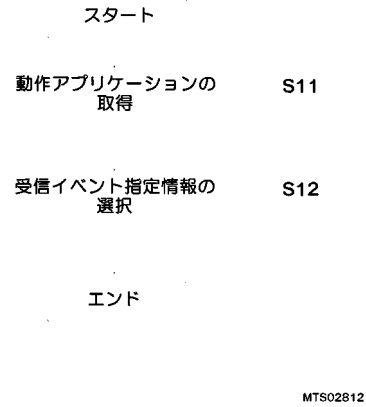 スタート
動作アプリケーションの
取得
S11
受信イベント指定情報の
選択
S12
エンド
MTS02812